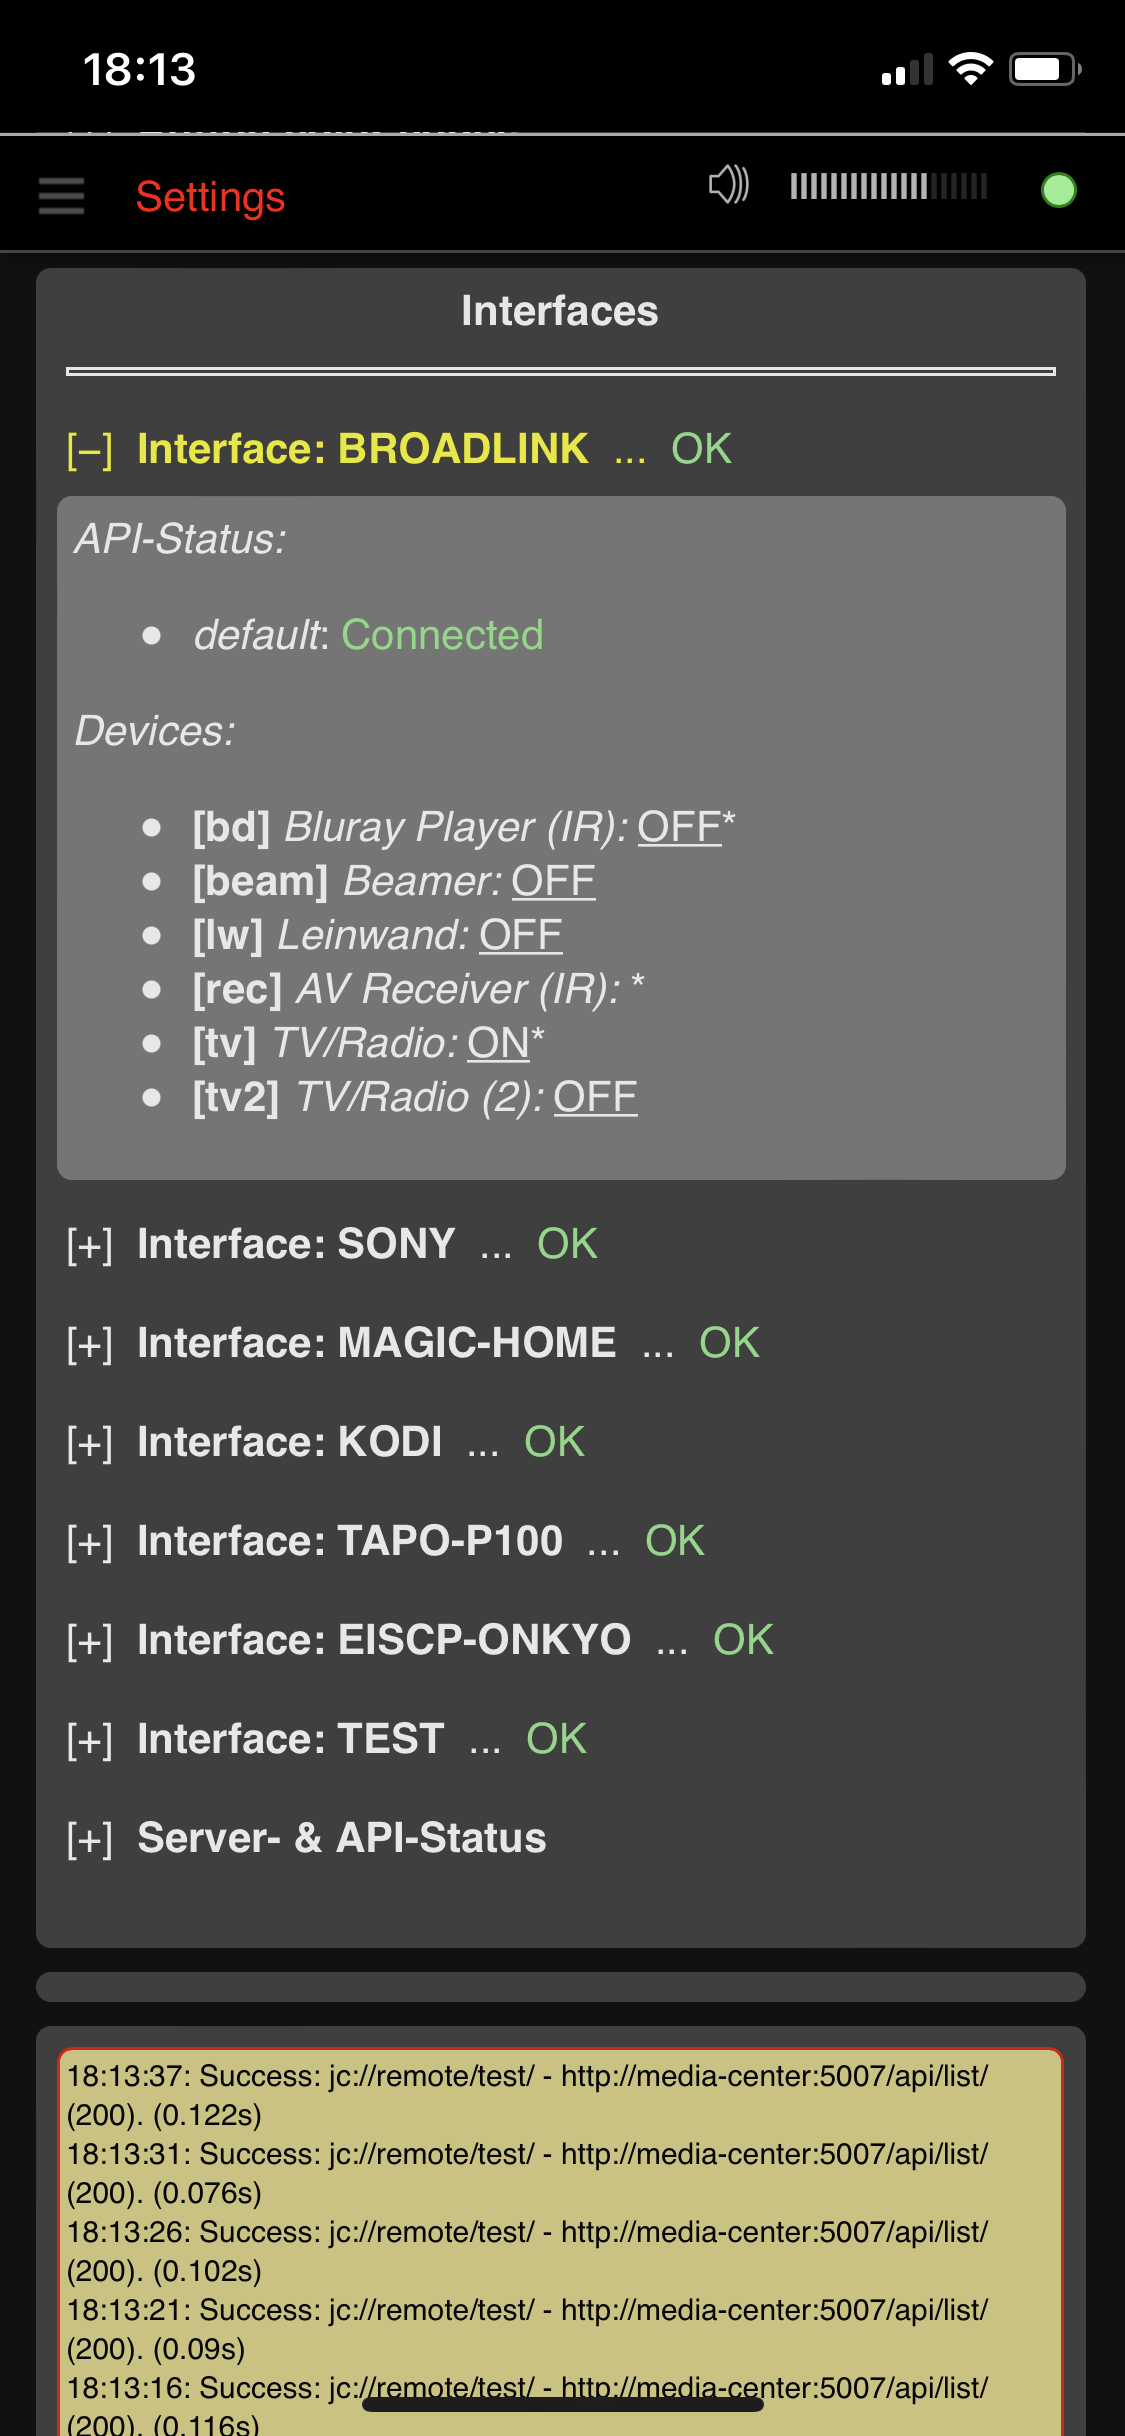 18:13
Settings
Interfaces
[–] Interface: BROADLINK ... OK
API-Status:
● default: Connected
Devices:
● [bd] Bluray Player (IR): OFF*
● [beam] Beamer: OFF
● [lw] Leinwand: OFF
● [rec] AV Receiver (IR): *
● [tv] TV/Radio: ON*
● [tv2] TV/Radio (2): OFF
[+] Interface: SONY ... OK
[+] Interface: MAGIC-HOME ... OK
[+] Interface: KODI ... OK
[+] Interface: TAPO-P100 ... OK
[+] Interface: EISCP-ONKYO ... OK
[+] Interface: TEST ... OK
[+] Server- & API-Status
18:13:37: Success: jc://remote/test/ - http://media-center:5007/api/list/
(200). (0.122s)
18:13:31: Success: jc://remote/test/ - http://media-center:5007/api/list/
(200). (0.076s)
18:13:26: Success: jc://remote/test/ - http://media-center:5007/api/list/
(200). (0.102s)
18:13:21: Success: jc://remote/test/ - http://media-center:5007/api/list/
(200). (0.09s)
18:13:16: Success: jc://remote/test/ - http://media-center:5007/api/list/
(200). (0.116s)